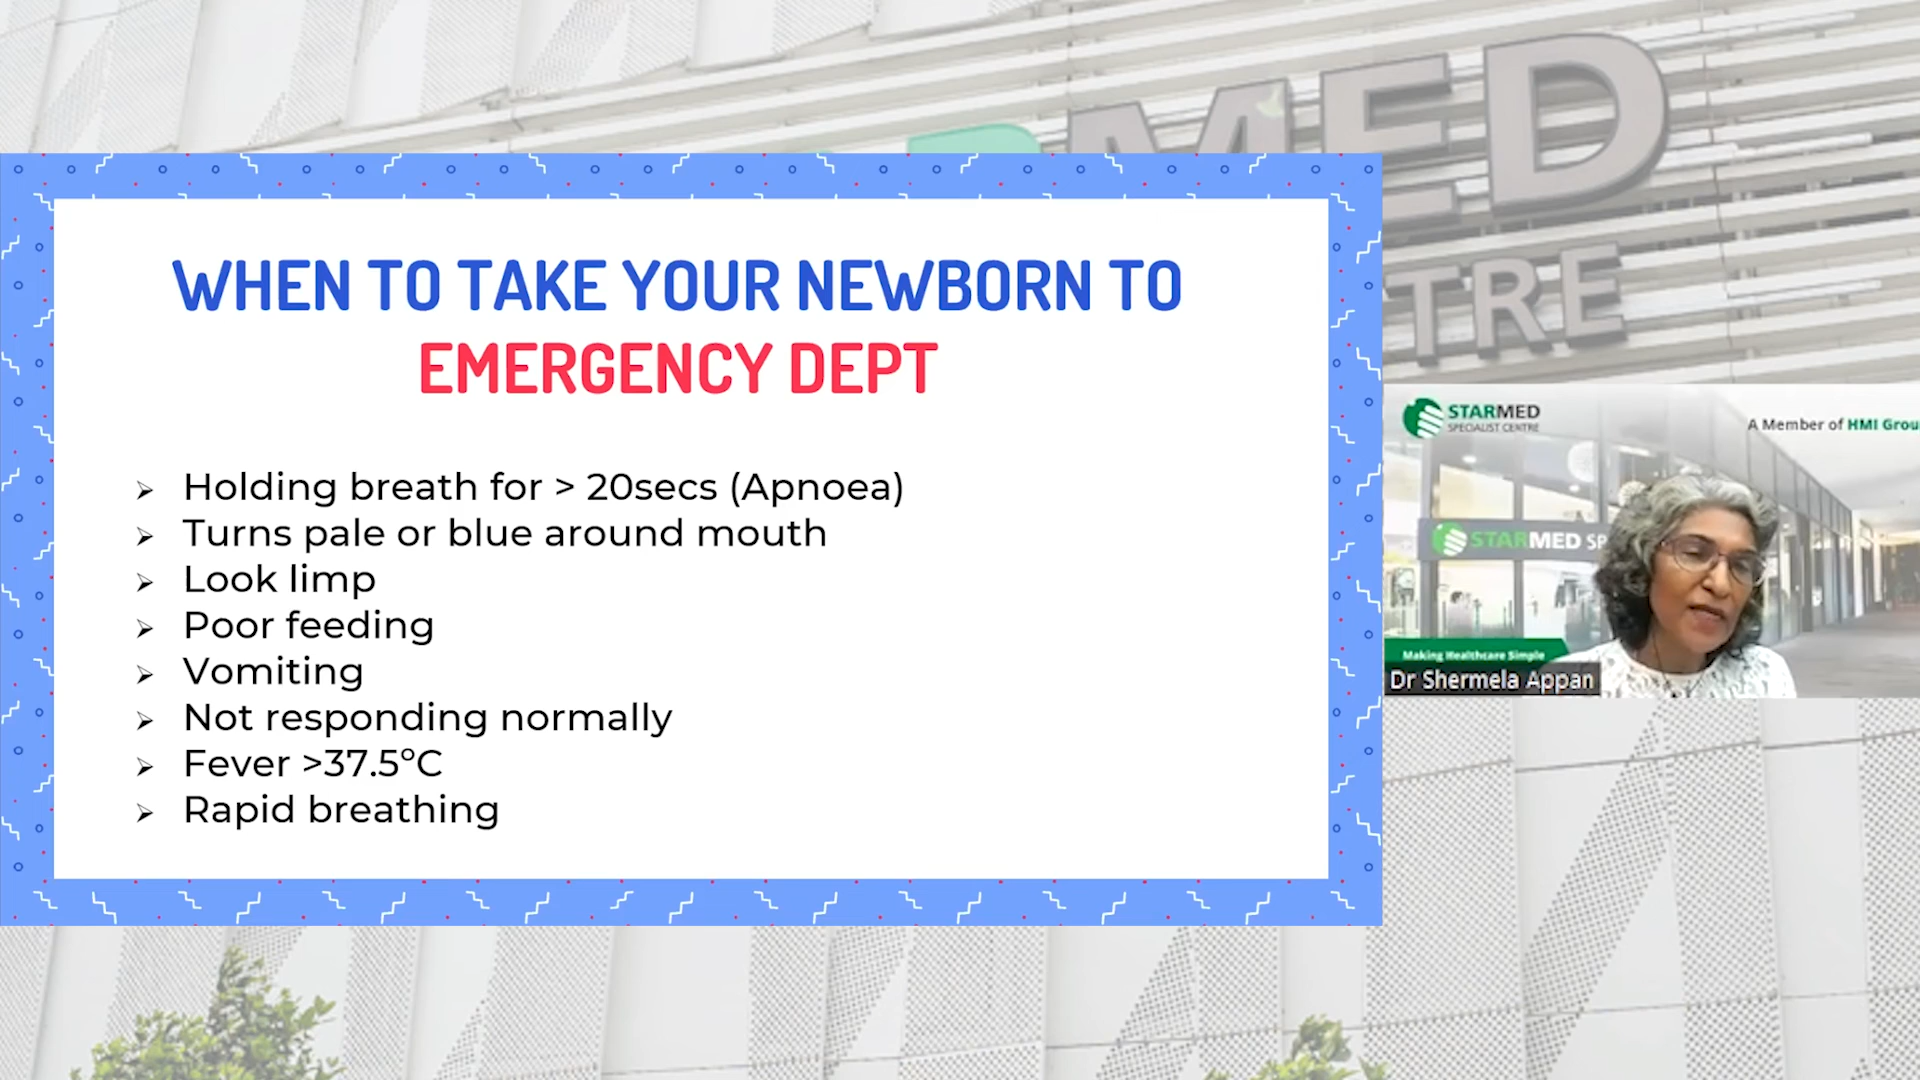 MED
TRE
WHEN TO TAKE YOUR NEWBORN TO
EMERGENCY DEPT
Holding breath for > 20secs (Apnoea)
Turns pale or blue around mouth
Look limp
Poor feeding
Vomiting
Not responding normally
Fever >37.5°C
Rapid breathing
STARMED
SPECIALIST CENTRE
A Member of HMI Grou
STARMED SP
Making Healthcare Simple
Dr Shermela Appan